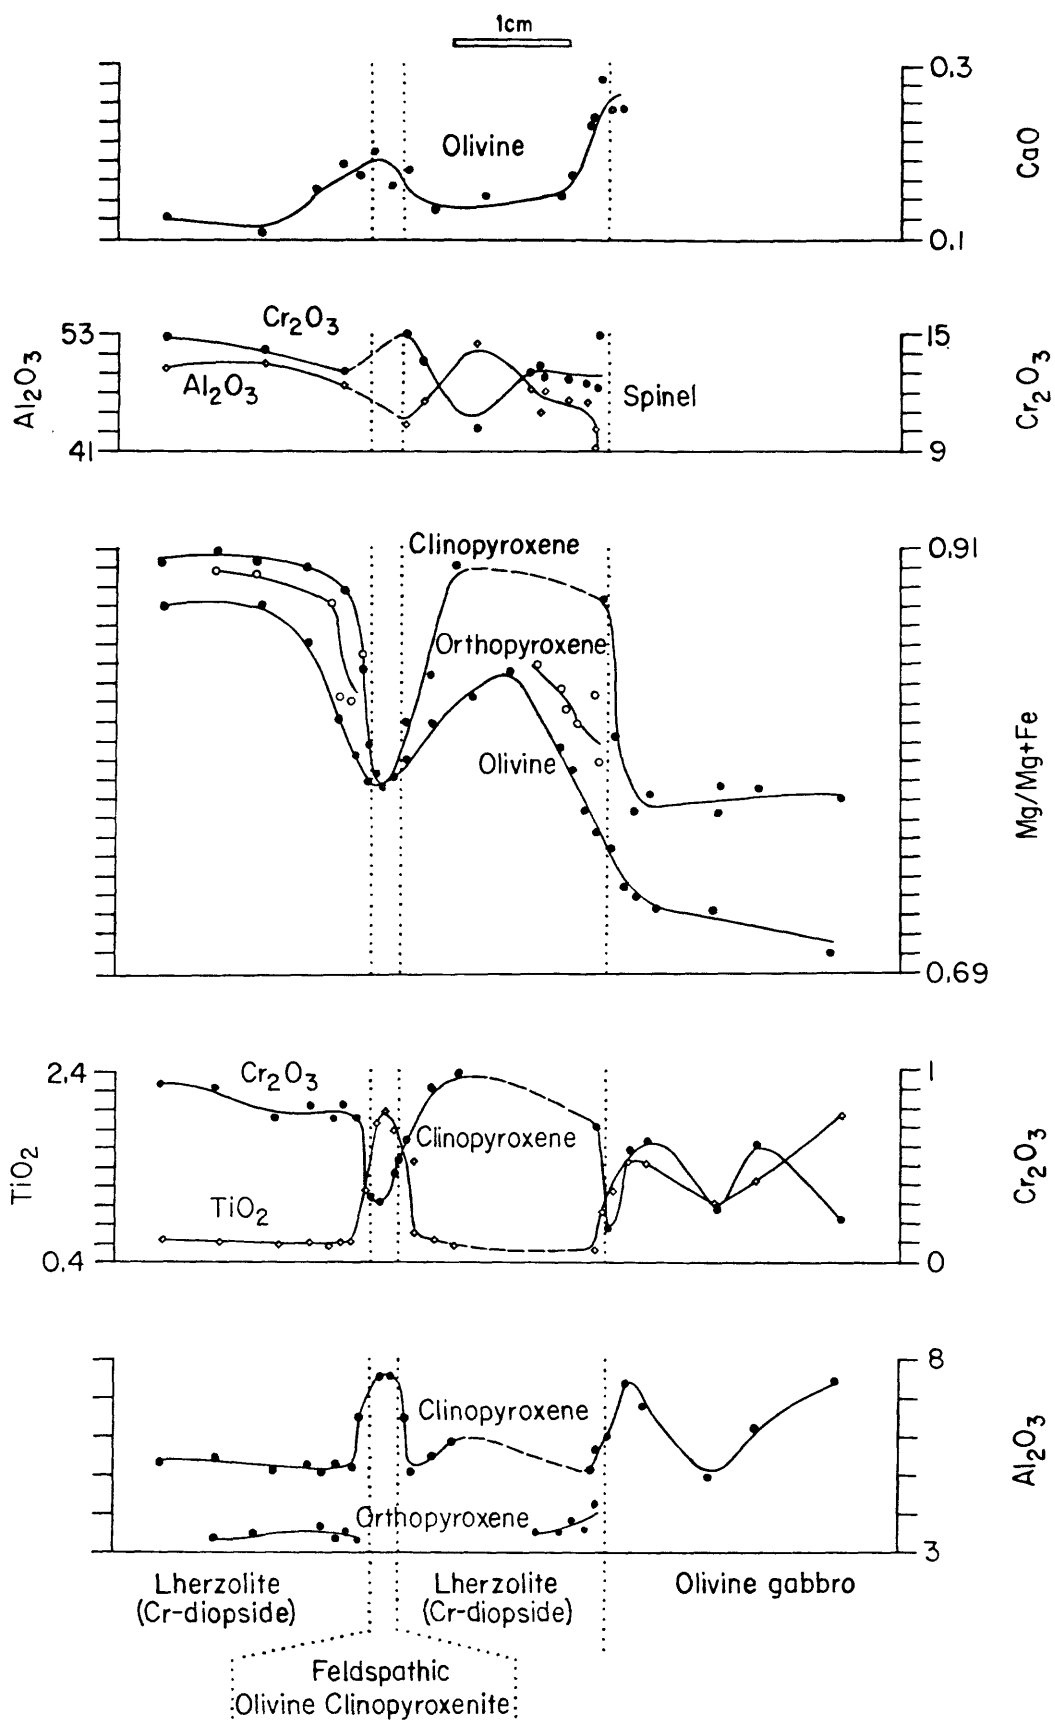 1cm
0.3
Olivine
CaO
0.1
Cr2O3
53
15
Al2O3
Al2O3
Spinel
Cr2O3
41
9
Clinopyroxene
0.91
Orthopyroxene
Olivine
Mg/Mg+Fe
0.69
2.4
Cr2O3
1
Clinopyroxene
TiO2
TiO2
Cr2O3
0.4
0
8
Clinopyroxene
Al2O3
Orthopyroxene
3
Lherzolite
(Cr-diopside)
Lherzolite
(Cr-diopside)
Olivine gabbro
Feldspathic
Olivine Clinopyroxenite